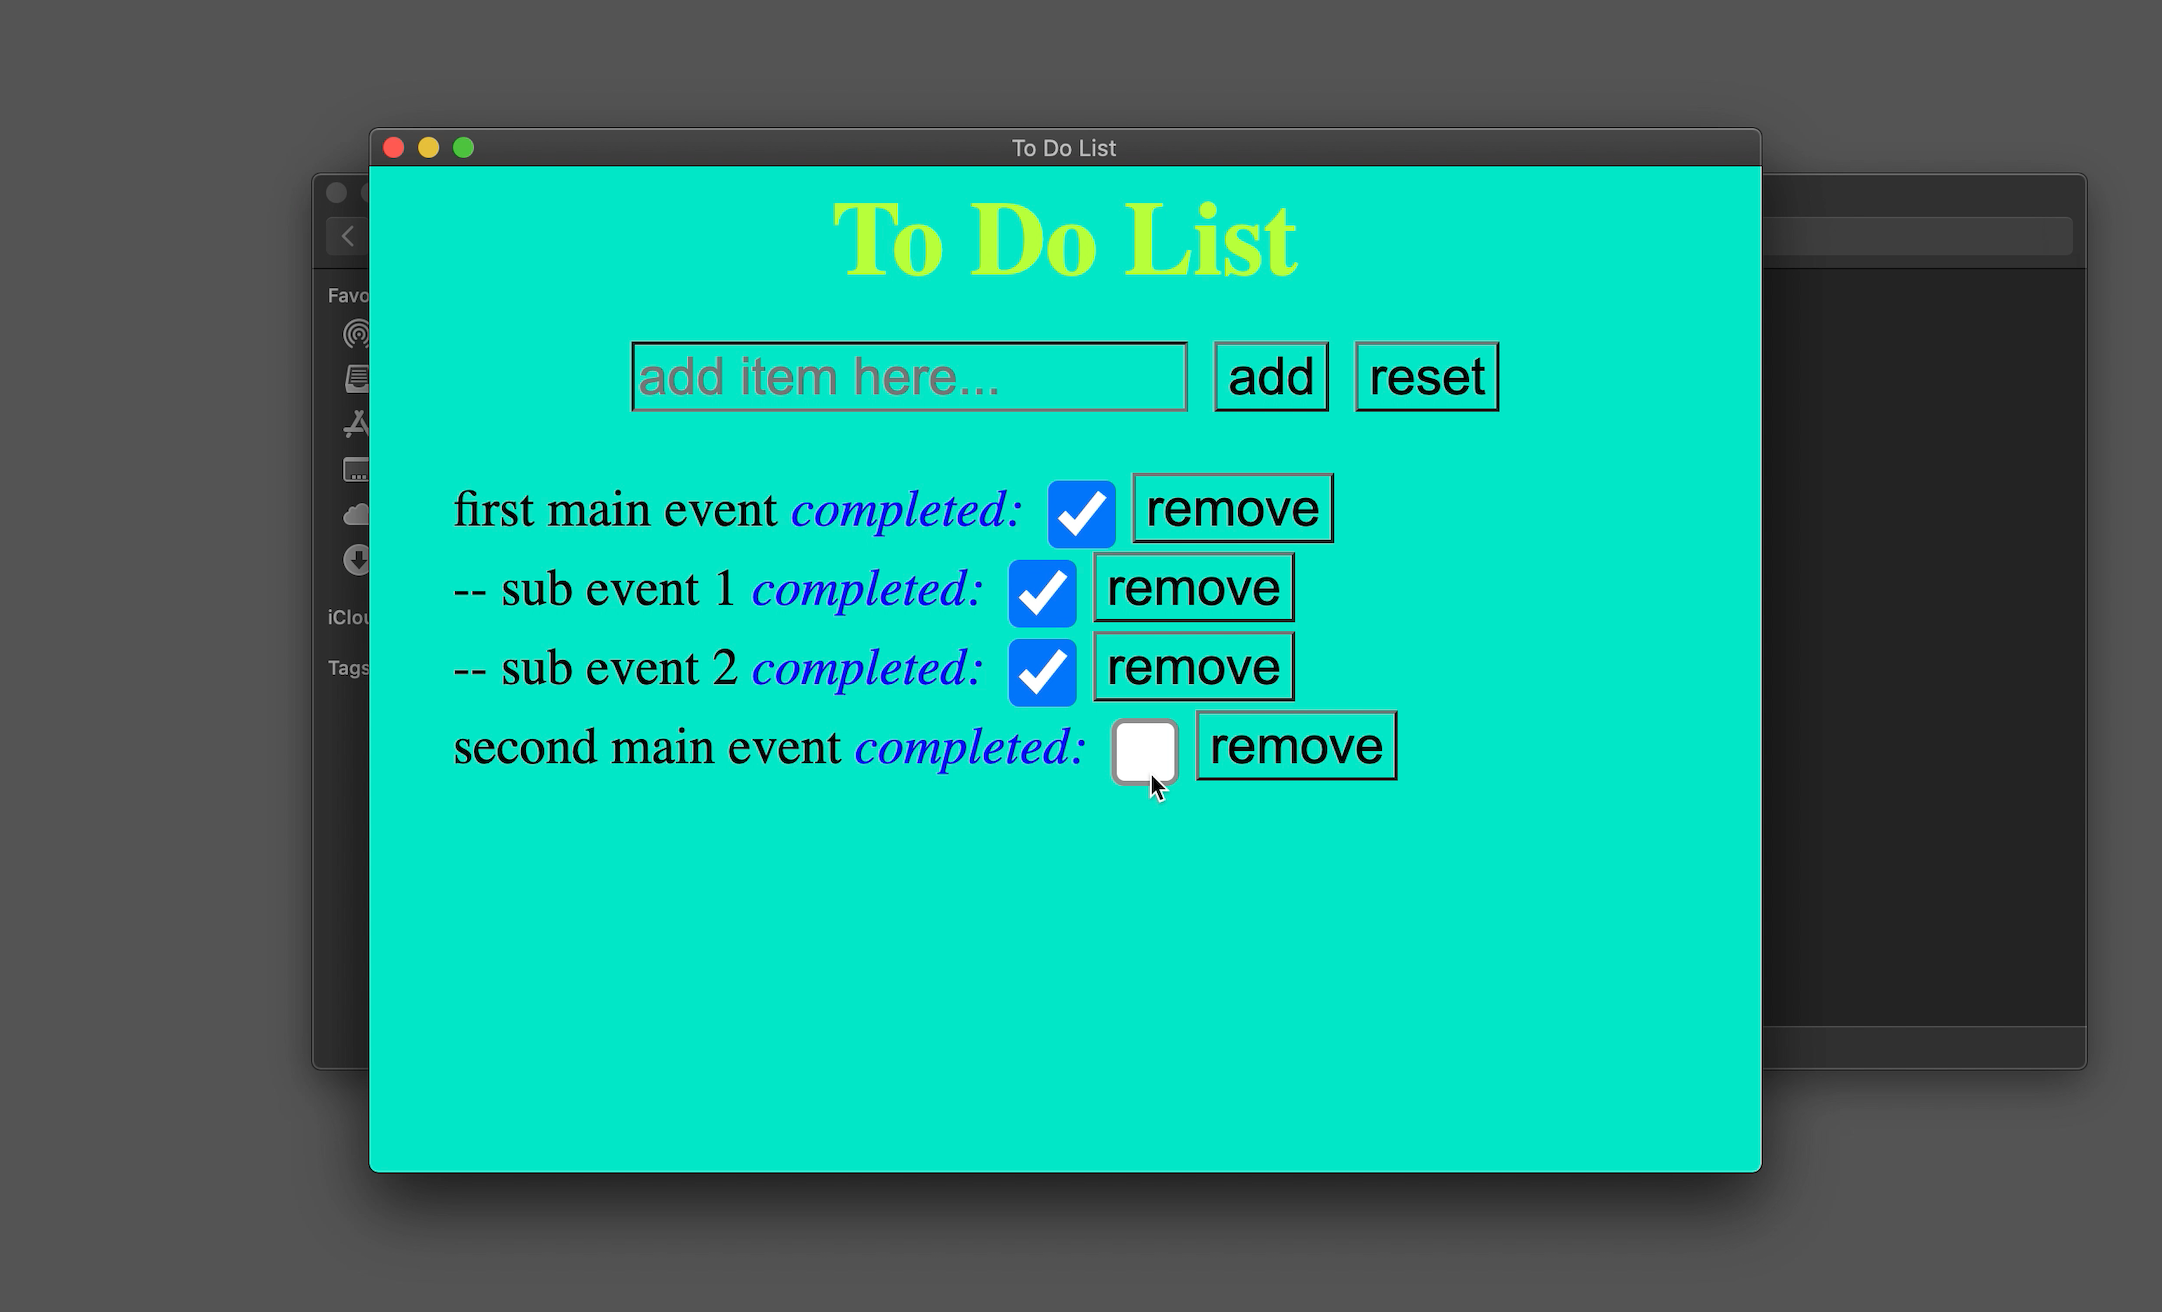 To Do List
To Do List
add item here... add reset
Favo
first main event completed: remove
-- sub event 1 completed: remove
-- sub event 2 completed: remove
iClou
Tags
second main event completed: remove